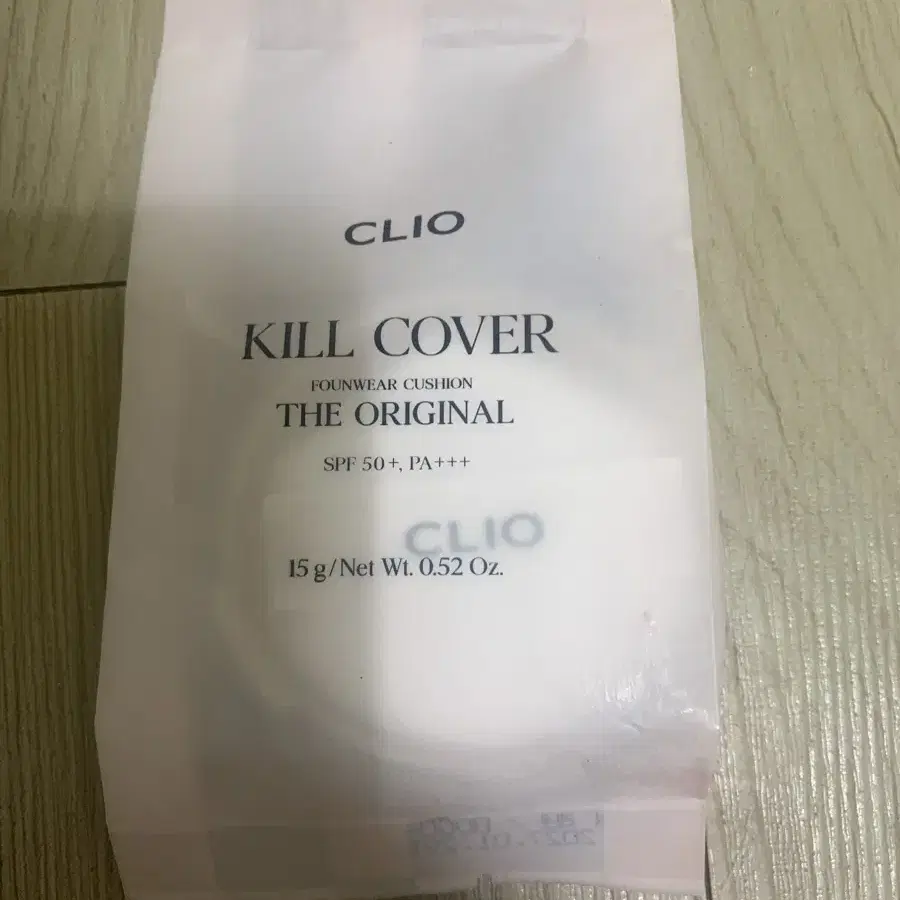 CLIO
KILL COVER
FOUNWEAR CUSHION
THE ORIGINAL
SPF 50+, PA+++
CLIO
15 g/Net Wt. 0.52 Oz.